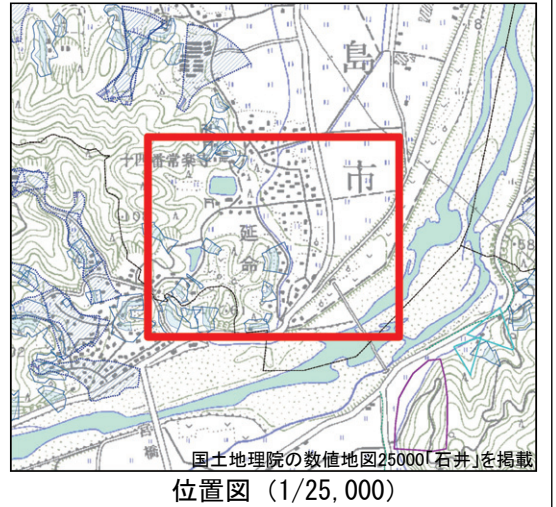 島
市
十四番常楽寺
延命
国土地理院の数値地図25000「石井」を掲載
位置図（1/25,000）